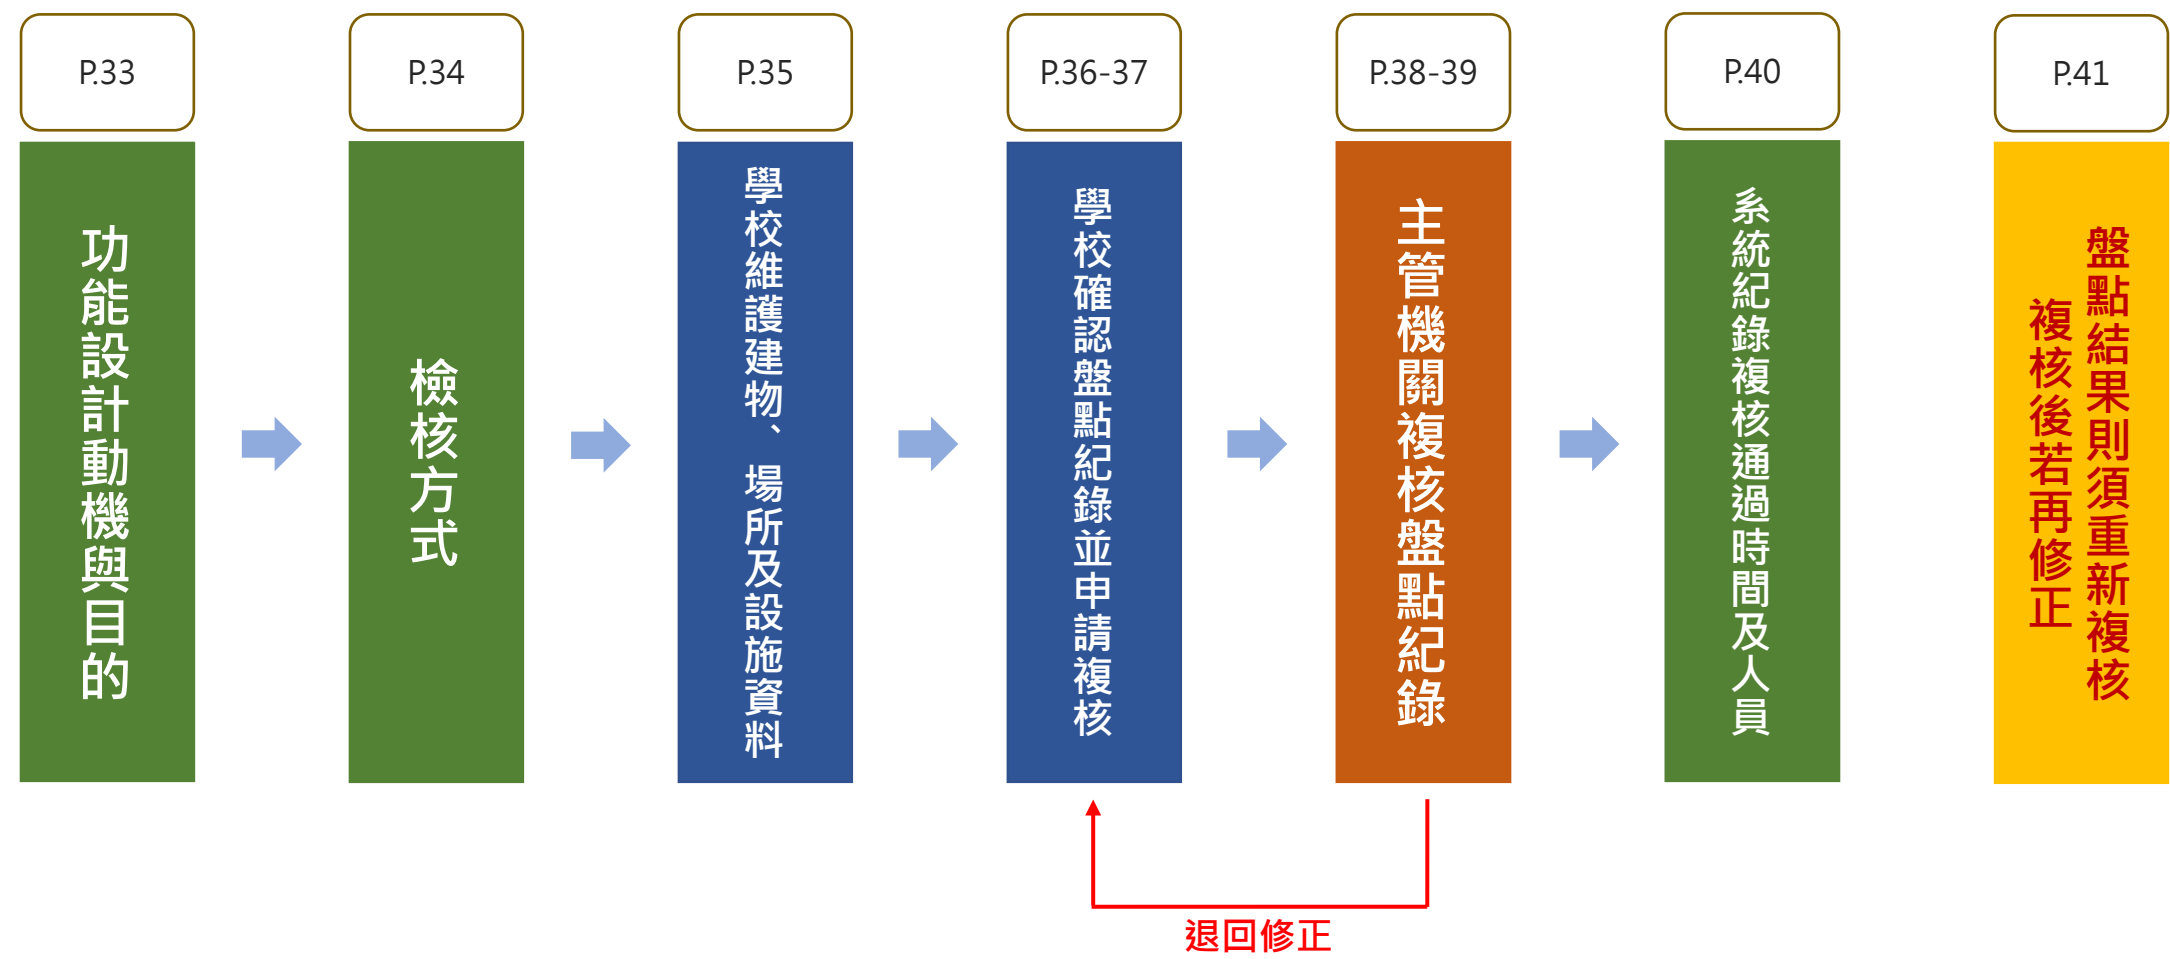 P.33
功能設計動機與目的
P.34
檢核方式
P.35
學校維護建物、場所及設施資料
P.36-37
學校確認盤點紀錄並申請複核
P.38-39
主管機關複核盤點紀錄
P.40
系統紀錄複核通過時間及人員
P.41
盤點結果則須重新複核
複核後若再修正
退回修正